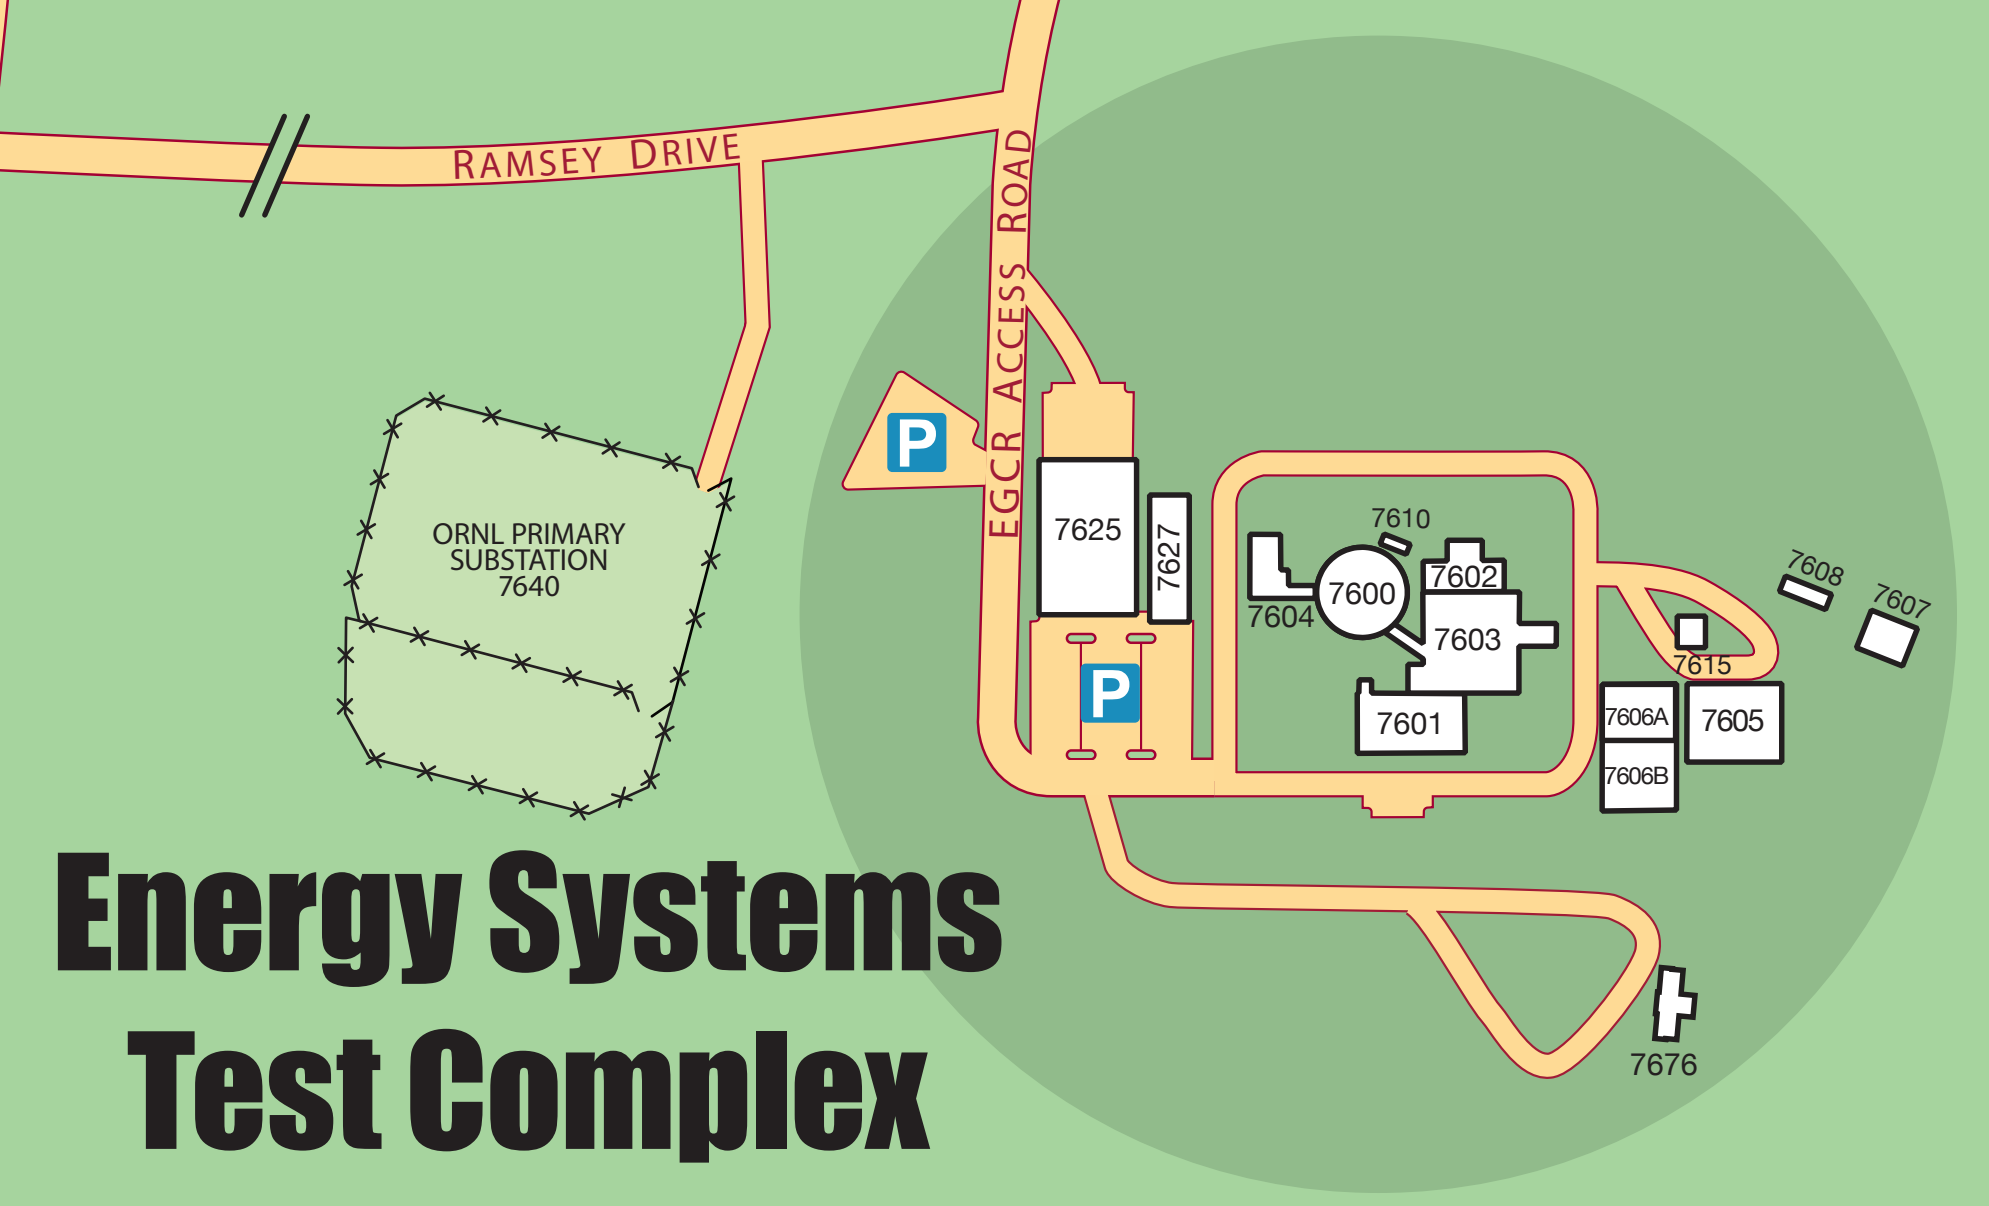 RAMSEY DRIVE
EGCR ACCESS ROAD
P
ORNL PRIMARY
SUBSTATION
7640
7625
7627
7610
7602
7600
7604
7603
7601
7608
7607
7615
7606A
7605
7606B
P
Energy Systems
Test Complex
7676